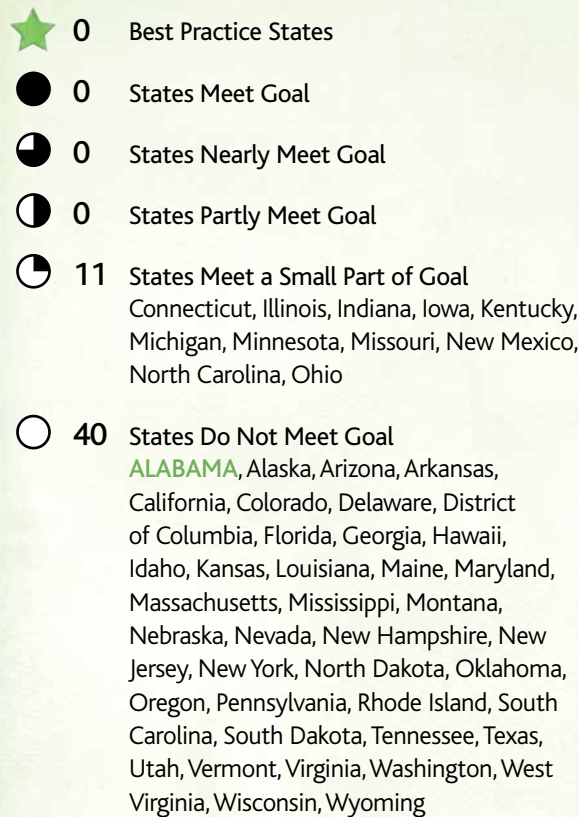 0 Best Practice States
0 States Meet Goal
0 States Nearly Meet Goal
0 States Partly Meet Goal
11 States Meet a Small Part of Goal
Connecticut, Illinois, Indiana, Iowa, Kentucky,
Michigan, Minnesota, Missouri, New Mexico,
North Carolina, Ohio
40 States Do Not Meet Goal
ALABAMA, Alaska, Arizona, Arkansas,
California, Colorado, Delaware, District
of Columbia, Florida, Georgia, Hawaii,
Idaho, Kansas, Louisiana, Maine, Maryland,
Massachusetts, Mississippi, Montana,
Nebraska, Nevada, New Hampshire, New
Jersey, New York, North Dakota, Oklahoma,
Oregon, Pennsylvania, Rhode Island, South
Carolina, South Dakota, Tennessee, Texas,
Utah, Vermont, Virginia, Washington, West
Virginia, Wisconsin, Wyoming